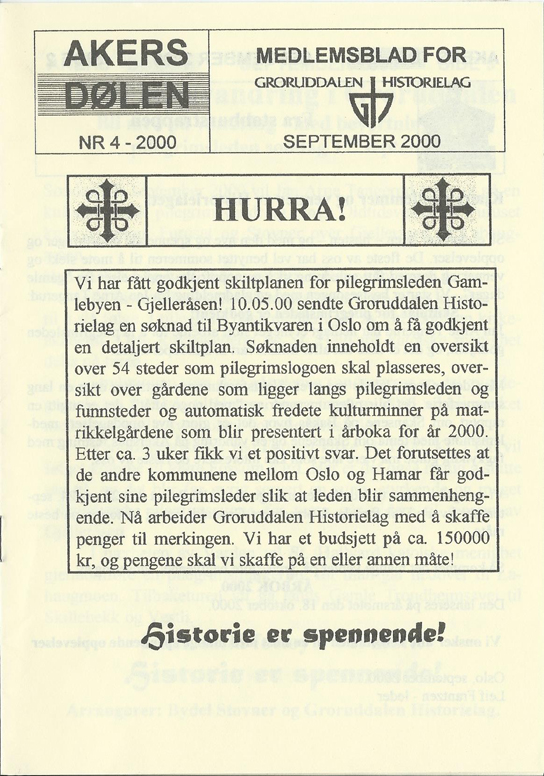 AKERS
DØLEN
NR 4 - 2000
MEDLEMSBLAD FOR
GRORUDDALEN HISTORIELAG
SEPTEMBER 2000
HURRA!
Vi har fått godkjent skiltplanen for pilegrimsleden Gam-
lebyen - Gjelleråsen! 10.05.00 sendte Groruddalen Histo-
rielag en søknad til Byantikvaren i Oslo om å få godkjent
en detaljert skiltplan. Søknaden inneholdt en oversikt
over 54 steder som pilegrimslogoen skal plasseres, over-
sikt over gårdene som ligger langs pilegrimsleden og
funnsteder og automatisk fredete kulturminner på mat-
rikkelgårdene som blir presentert i årboka for år 2000.
Etter ca. 3 uker fikk vi et positivt svar. Det forutsettes at
de andre kommunene mellom Oslo og Hamar får god-
kjent sine pilegrimsleder slik at leden blir sammenheng-
ende. Nå arbeider Groruddalen Historielag med å skaffe
penger til merkingen. Vi har et budsjett på ca. 150000
kr, og pengene skal vi skaffe på en eller annen måte!
Historie er spennende!